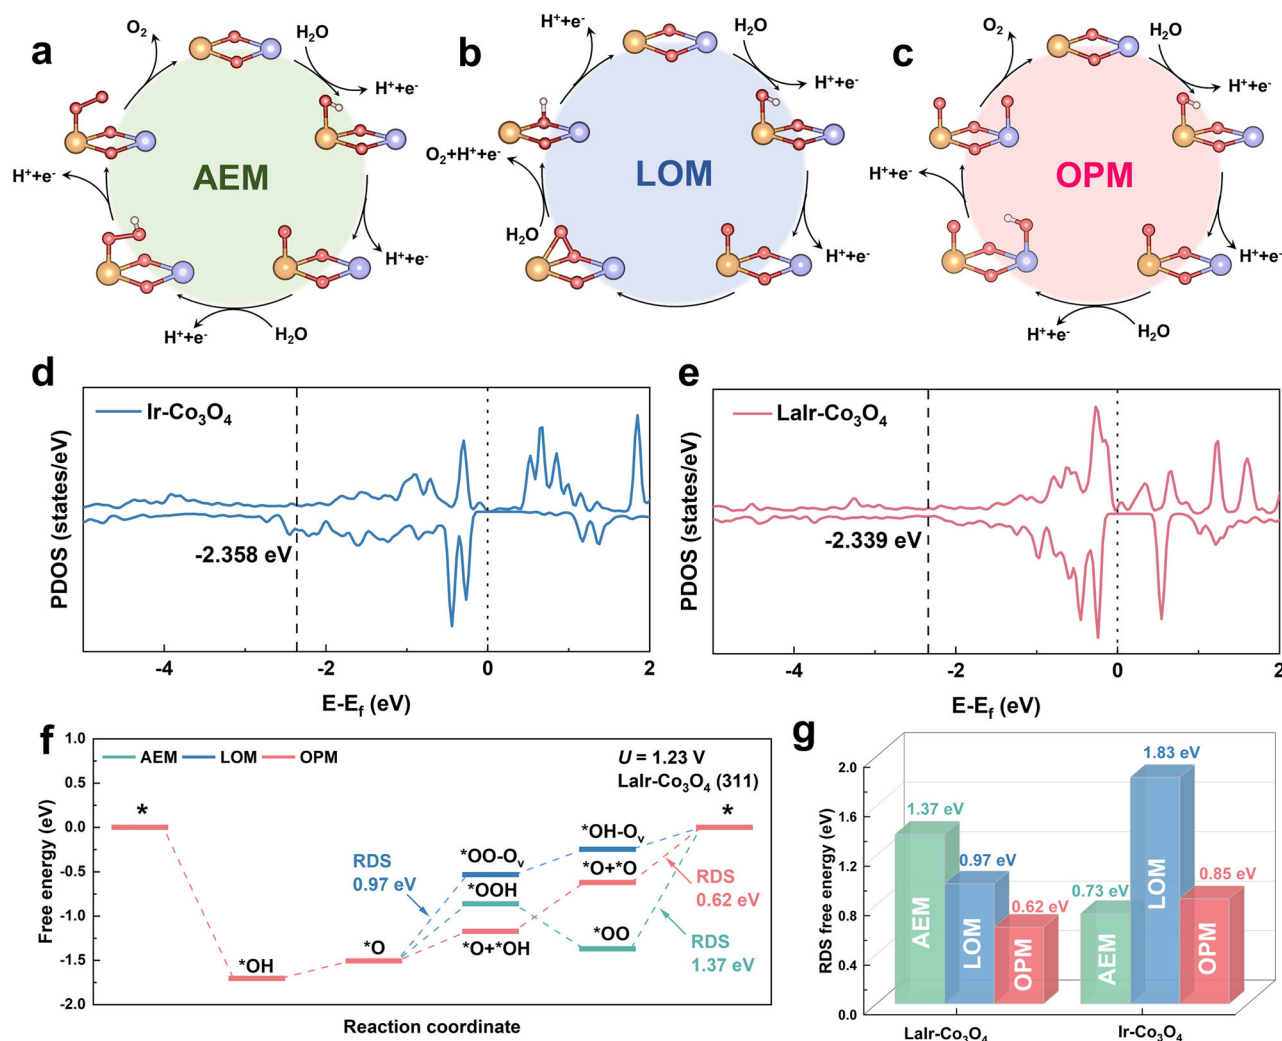 a
O₂
H₂O
H⁺+e⁻
H⁺+e⁻
AEM
H⁺+e⁻
H⁺+e⁻
H₂O
b
H⁺+e⁻
H₂O
H⁺+e⁻
O₂+H⁺+e⁻
LOM
H₂O
H⁺+e⁻
c
O₂
H₂O
H⁺+e⁻
H⁺+e⁻
OPM
H⁺+e⁻
H⁺+e⁻
H₂O
d
Ir-Co₃O₄
-2.358 eV
PDOS (states/eV)
-4
-2
0
2
E-E_f (eV)
e
LaIr-Co₃O₄
-2.339 eV
PDOS (states/eV)
-4
-2
0
2
E-E_f (eV)
f
1.0
0.5
0.0
-0.5
-1.0
-1.5
-2.0
Free energy (eV)
AEM LOM OPM
U = 1.23 V
LaIr-Co₃O₄ (311)
*
*
*OH-Oᵥ
*OO-Oᵥ
*O+*O
RDS
0.97 eV
*OOH
RDS
0.62 eV
*O
*O+*OH
*OO
RDS
1.37 eV
*OH
Reaction coordinate
g
RDS free energy (eV)
2.0
1.6
1.2
0.8
0.4
0.0
1.37 eV
0.97 eV
0.62 eV
0.73 eV
1.83 eV
0.85 eV
AEM
LOM
OPM
AEM
LOM
OPM
LaIr-Co₃O₄
Ir-Co₃O₄